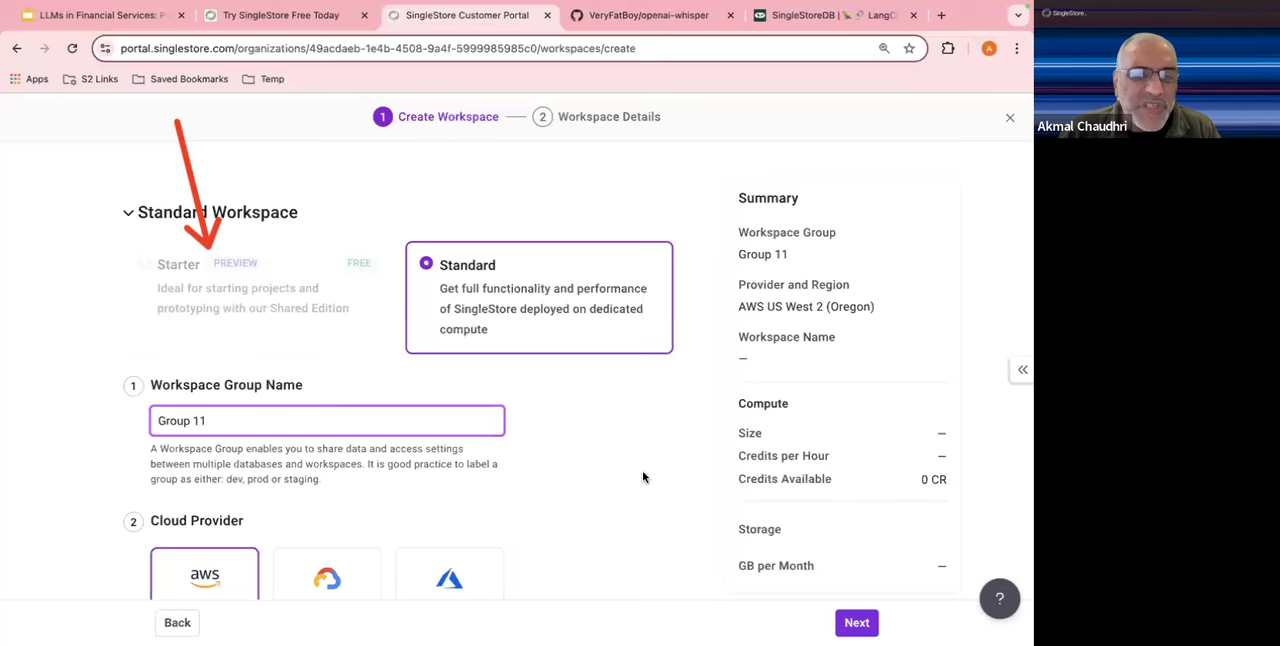 LLMs in Financial Services: P
Try SingleStore Free Today
SingleStore Customer Portal
VeryFatBoy/openai-whisper
SingleStoreDB | 🦜️🔗 LangC
portal.singlestore.com/organizations/49acdaeb-1e4b-4508-9a4f-5999985985c0/workspaces/create
A
Apps
S2 Links
Saved Bookmarks
Temp
SingleStore
Akmal Chaudhri
1 Create Workspace
2 Workspace Details
Standard Workspace
Starter PREVIEW FREE
Ideal for starting projects and
prototyping with our Shared Edition
Standard
Get full functionality and performance
of SingleStore deployed on dedicated
compute
1 Workspace Group Name
Group 11
A Workspace Group enables you to share data and access settings
between multiple databases and workspaces. It is good practice to label a
group as either: dev, prod or staging.
2 Cloud Provider
aws
Back
Next
Summary
Workspace Group
Group 11
Provider and Region
AWS US West 2 (Oregon)
Workspace Name
—
Compute
Size —
Credits per Hour —
Credits Available 0 CR
Storage
GB per Month —
?